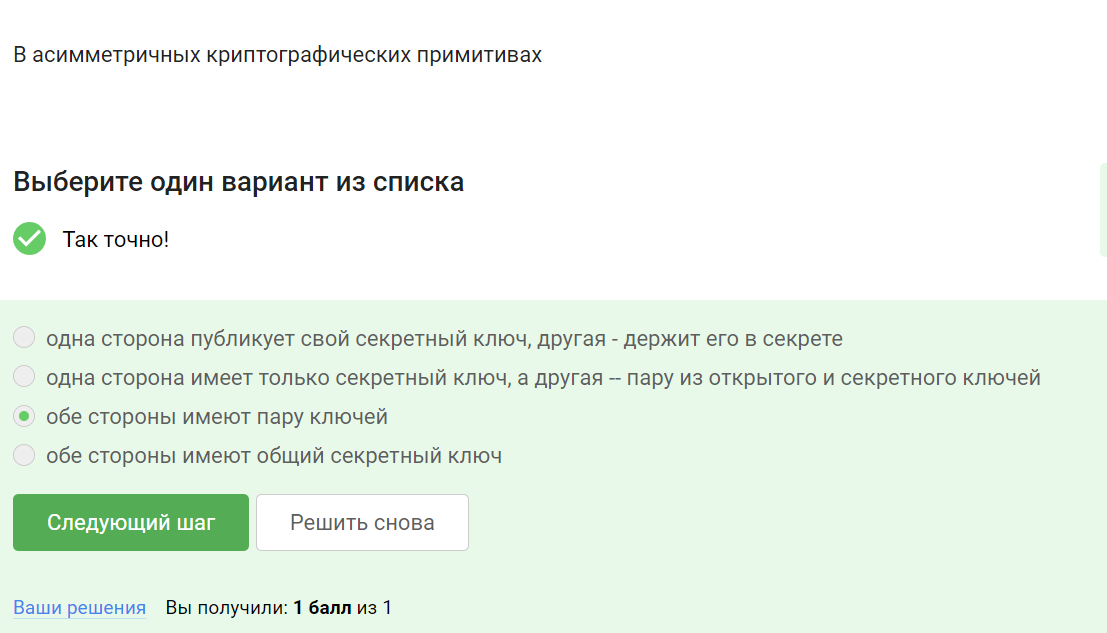 В асимметричных криптографических примитивах
Выберите один вариант из списка
Так точно!
одна сторона публикует свой секретный ключ, другая - держит его в секрете
одна сторона имеет только секретный ключ, а другая -- пару из открытого и секретного ключей
обе стороны имеют пару ключей
обе стороны имеют общий секретный ключ
Следующий шаг Решить снова
Ваши решения Вы получили: 1 балл из 1